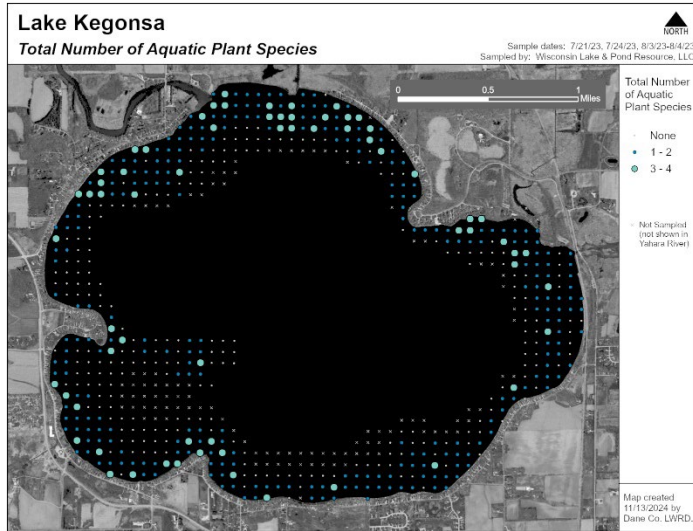 Lake Kegonsa
Total Number of Aquatic Plant Species
NORTH
Sample dates: 7/21/23, 7/24/23, 8/3/23-8/4/23
Sampled by: Wisconsin Lake & Pond Resource, LLC
0 0.5 1
Miles
Total Number
of Aquatic
Plant Species
None
1 - 2
3 - 4
Not Sampled
(not shown in
Yahara River)
Map created
11/13/2024 by
Dane Co. LWRD.